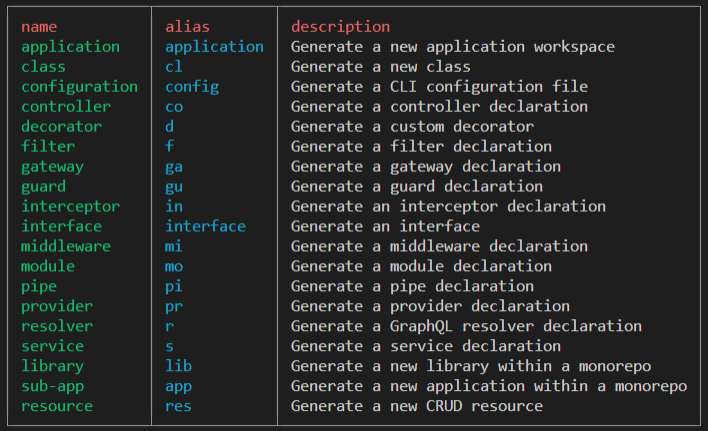 name alias description
application application Generate a new application workspace
class cl Generate a new class
configuration config Generate a CLI configuration file
controller co Generate a controller declaration
decorator d Generate a custom decorator
filter f Generate a filter declaration
gateway ga Generate a gateway declaration
guard gu Generate a guard declaration
interceptor in Generate an interceptor declaration
interface interface Generate an interface
middleware mi Generate a middleware declaration
module mo Generate a module declaration
pipe pi Generate a pipe declaration
provider pr Generate a provider declaration
resolver r Generate a GraphQL resolver declaration
service s Generate a service declaration
library lib Generate a new library within a monorepo
sub-app app Generate a new application within a monorepo
resource res Generate a new CRUD resource